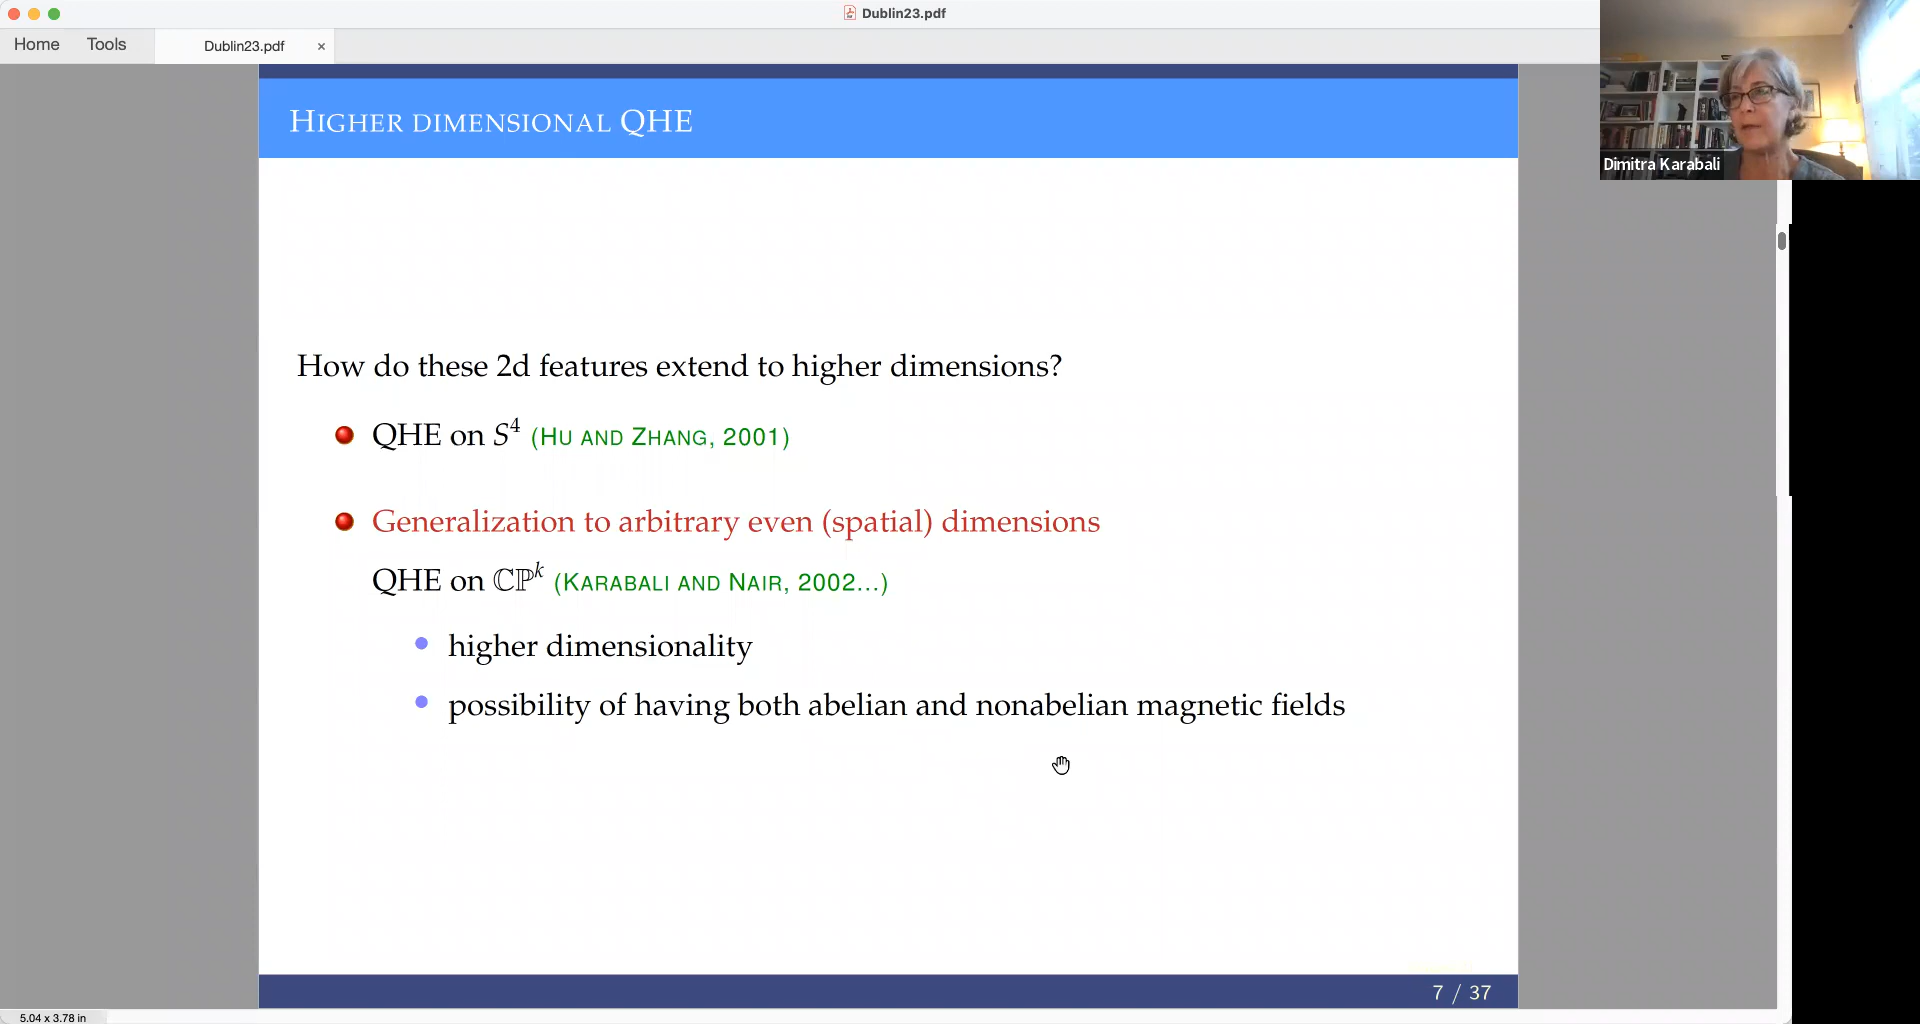 Dublin23.pdf
Home Tools Dublin23.pdf ×
HIGHER DIMENSIONAL QHE
Dimitra Karabali
How do these 2d features extend to higher dimensions?
QHE on S⁴ (HU AND ZHANG, 2001)
Generalization to arbitrary even (spatial) dimensions
QHE on ℂℙᵏ (KARABALI AND NAIR, 2002...)
higher dimensionality
possibility of having both abelian and nonabelian magnetic fields
7 / 37
5.04 x 3.78 in